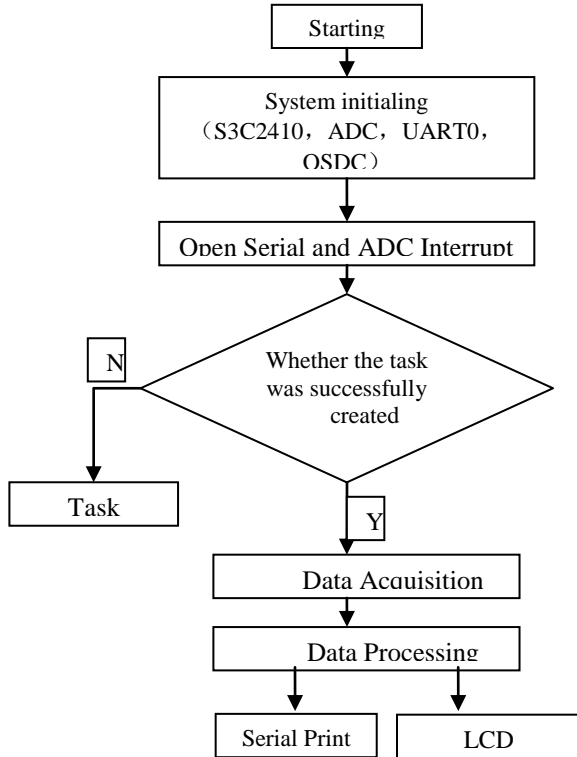 Starting
System initialing
（S3C2410，ADC，UART0，
OSDC）
Open Serial and ADC Interrupt
Whether the task
was successfully
created
N
Task
Y
Data Acquisition
Data Processing
Serial Print
LCD